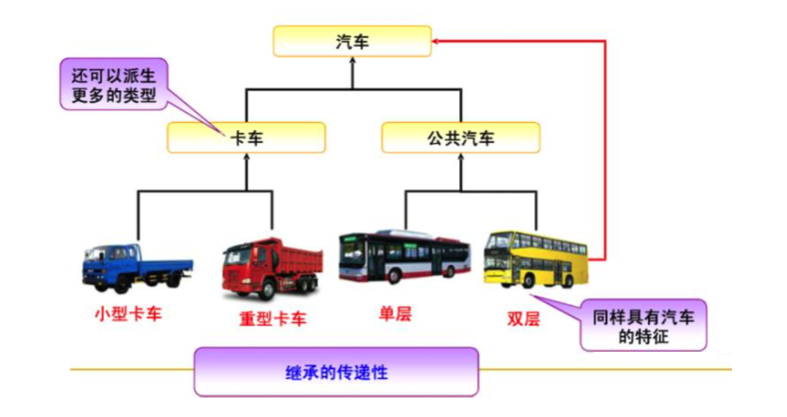 汽车
还可以派生
更多的类型
卡车
公共汽车
小型卡车
重型卡车
单层
双层
同样具有汽车
的特征
继承的传递性